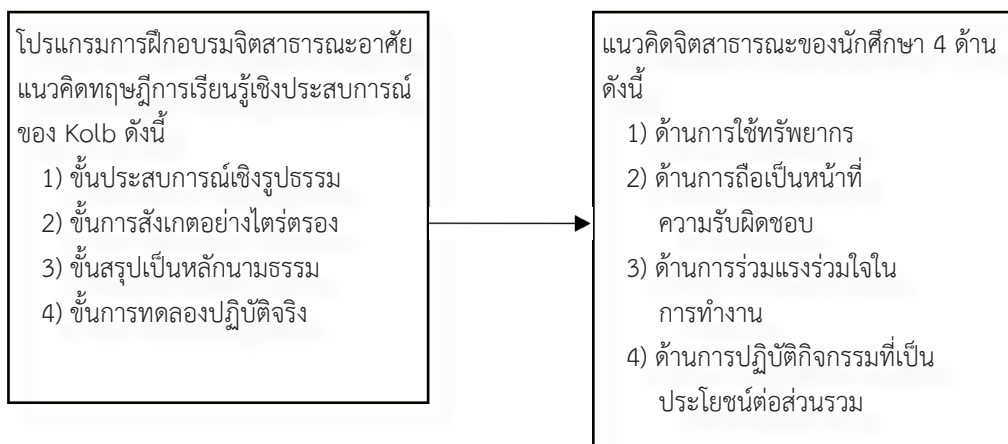 โปรแกรมการฝึกอบรมจิตสาธารณะอาศัย
แนวคิดทฤษฎีการเรียนรู้เชิงประสบการณ์
ของ Kolb ดังนี้
1) ขั้นประสบการณ์เชิงรูปธรรม
2) ขั้นการสังเกตอย่างไตร่ตรอง
3) ขั้นสรุปเป็นหลักนามธรรม
4) ขั้นการทดลองปฏิบัติจริง
แนวคิดจิตสาธารณะของนักศึกษา 4 ด้าน
ดังนี้
1) ด้านการใช้ทรัพยากร
2) ด้านการถือเป็นหน้าที่
ความรับผิดชอบ
3) ด้านการร่วมแรงร่วมใจใน
การทำงาน
4) ด้านการปฏิบัติกิจกรรมที่เป็น
ประโยชน์ต่อส่วนรวม